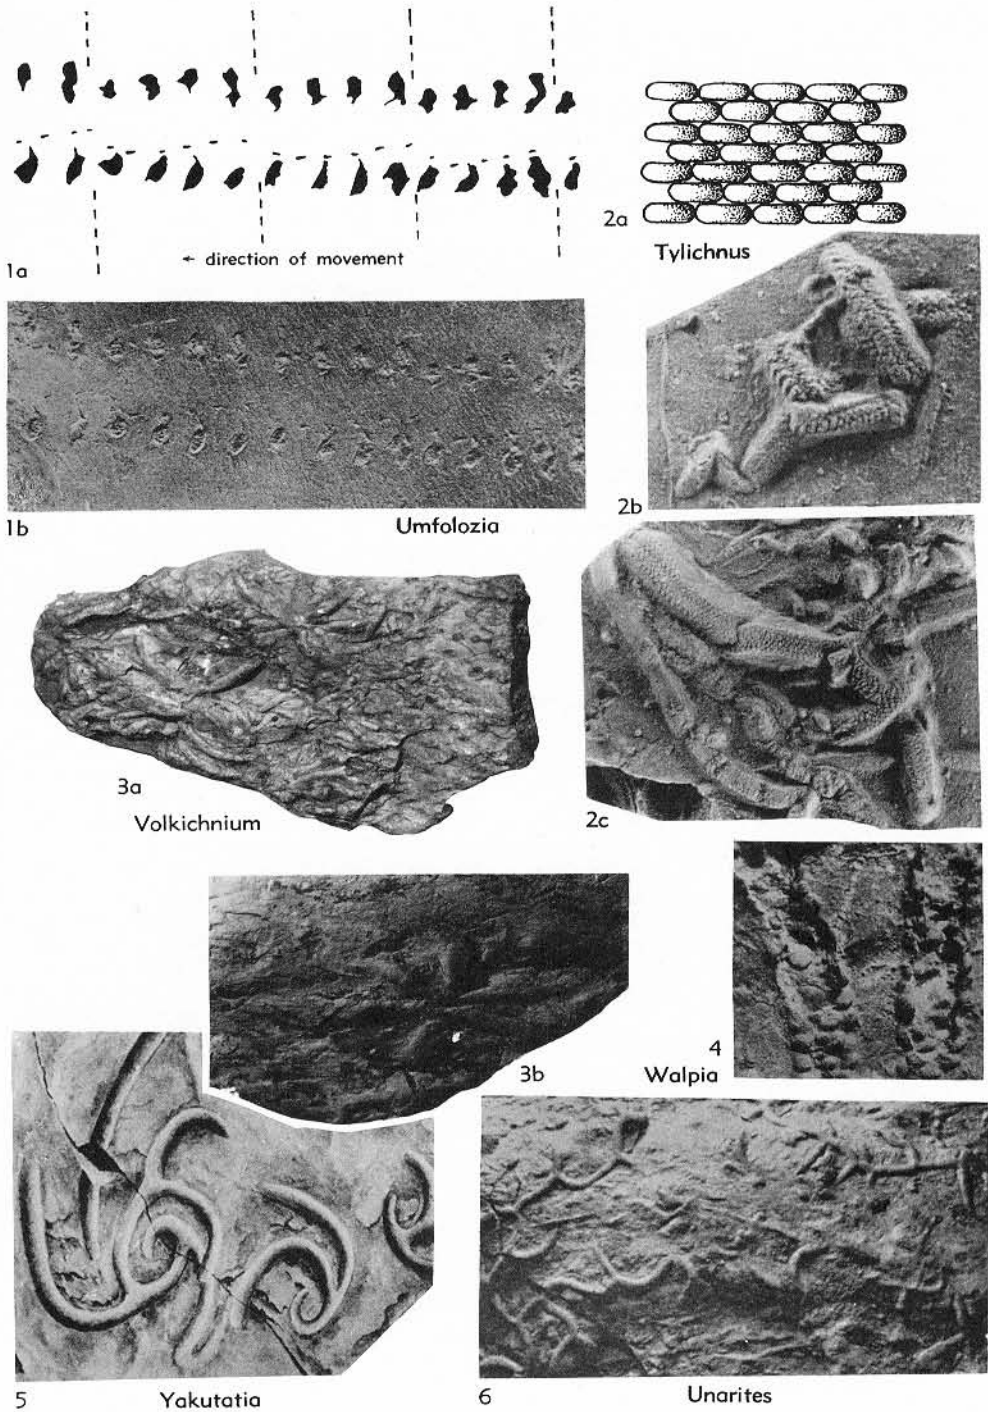 1a
← direction of movement
2a
Tylichnus
1b
Umfolozia
2b
3a
Volkichnium
2c
3b
4
Walpia
5
Yakutatia
6
Unarites